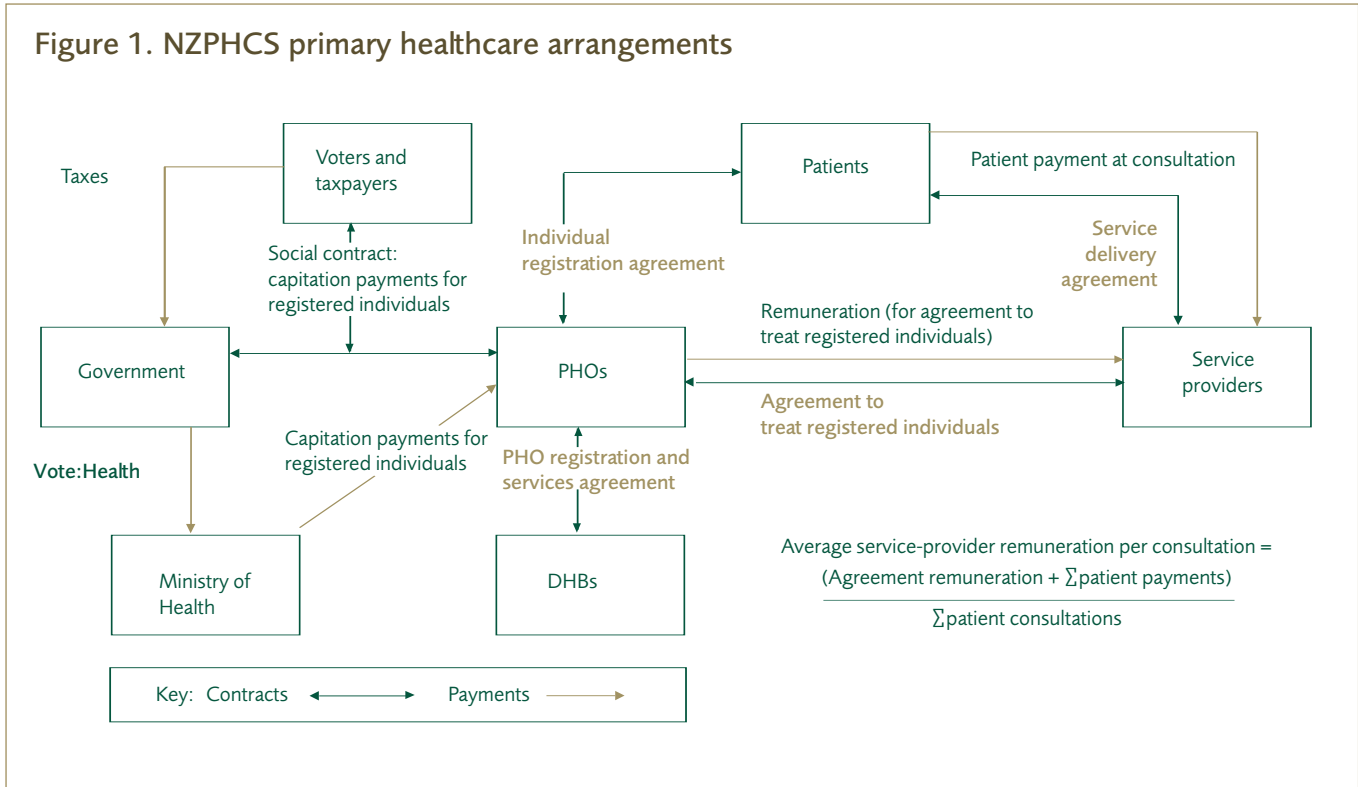 Figure 1. NZPHCS primary healthcare arrangements
Taxes
Voters and
taxpayers
Patients
Patient payment at consultation
Social contract:
capitation payments for
registered individuals
Individual
registration agreement
Service
delivery
agreement
Remuneration (for agreement to
treat registered individuals)
Government
PHOs
Service
providers
Agreement to
treat registered individuals
Capitation payments for
registered individuals
Vote:Health
PHO registration and
services agreement
Ministry of
Health
DHBs
Average service-provider remuneration per consultation =
(Agreement remuneration + ∑patient payments)
∑patient consultations
Key: Contracts Payments